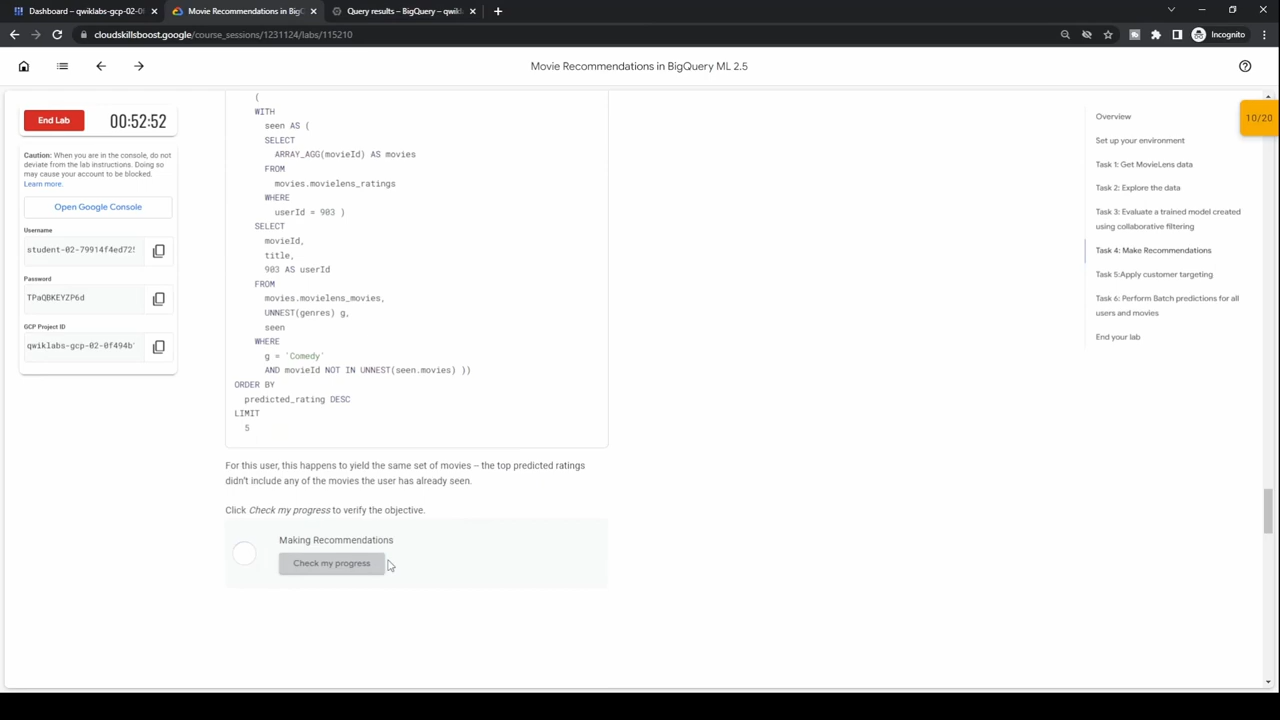 Dashboard – qwiklabs-gcp-02-0f
Movie Recommendations in BigQ
Query results – BigQuery – qwikl
cloudskillsboost.google/course_sessions/1231124/labs/115210
Incognito
Movie Recommendations in BigQuery ML 2.5
End Lab
00:52:52
Caution: When you are in the console, do not
deviate from the lab instructions. Doing so
may cause your account to be blocked.
Learn more.
Open Google Console
Username
student-02-79914f4ed725
Password
TPaQBKEYZP6d
GCP Project ID
qwiklabs-gcp-02-0f494b
(
WITH
seen AS (
SELECT
ARRAY_AGG(movieId) AS movies
FROM
movies.movielens_ratings
WHERE
userId = 903 )
SELECT
movieId,
title,
903 AS userId
FROM
movies.movielens_movies,
UNNEST(genres) g,
seen
WHERE
g = 'Comedy'
AND movieId NOT IN UNNEST(seen.movies) ))
ORDER BY
predicted_rating DESC
LIMIT
5
For this user, this happens to yield the same set of movies – the top predicted ratings
didn't include any of the movies the user has already seen.
Click Check my progress to verify the objective.
Making Recommendations
Check my progress
10/20
Overview
Set up your environment
Task 1: Get MovieLens data
Task 2: Explore the data
Task 3: Evaluate a trained model created
using collaborative filtering
Task 4: Make Recommendations
Task 5:Apply customer targeting
Task 6: Perform Batch predictions for all
users and movies
End your lab